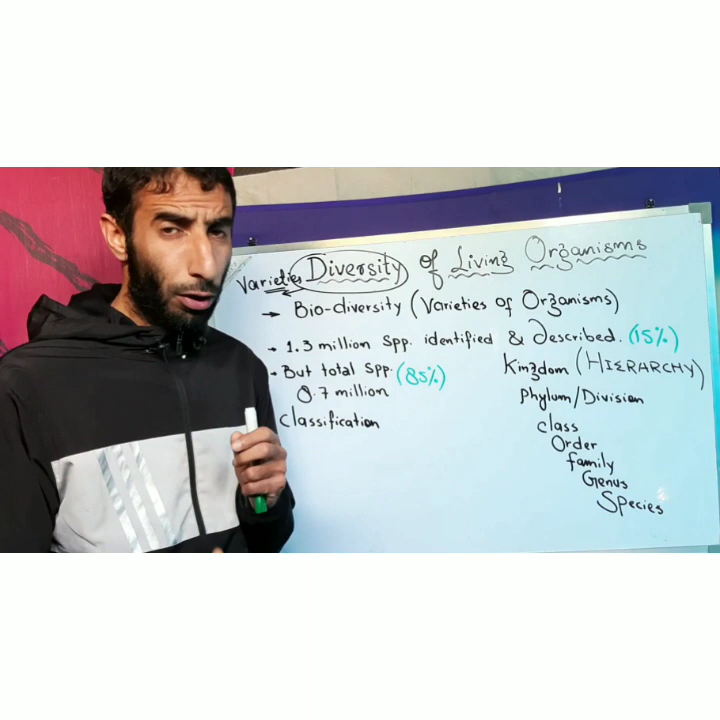 Varieties Diversity of Living Organisms
→ Bio-diversity (Varieties of Organisms)
→ 1.3 million Spp. identified & Described. (15%)
→ But total Spp. (85%)
8.7 million
Classification
Kingdom (HIERARCHY)
Phylum/Division
Class
Order
family
Genus
Species